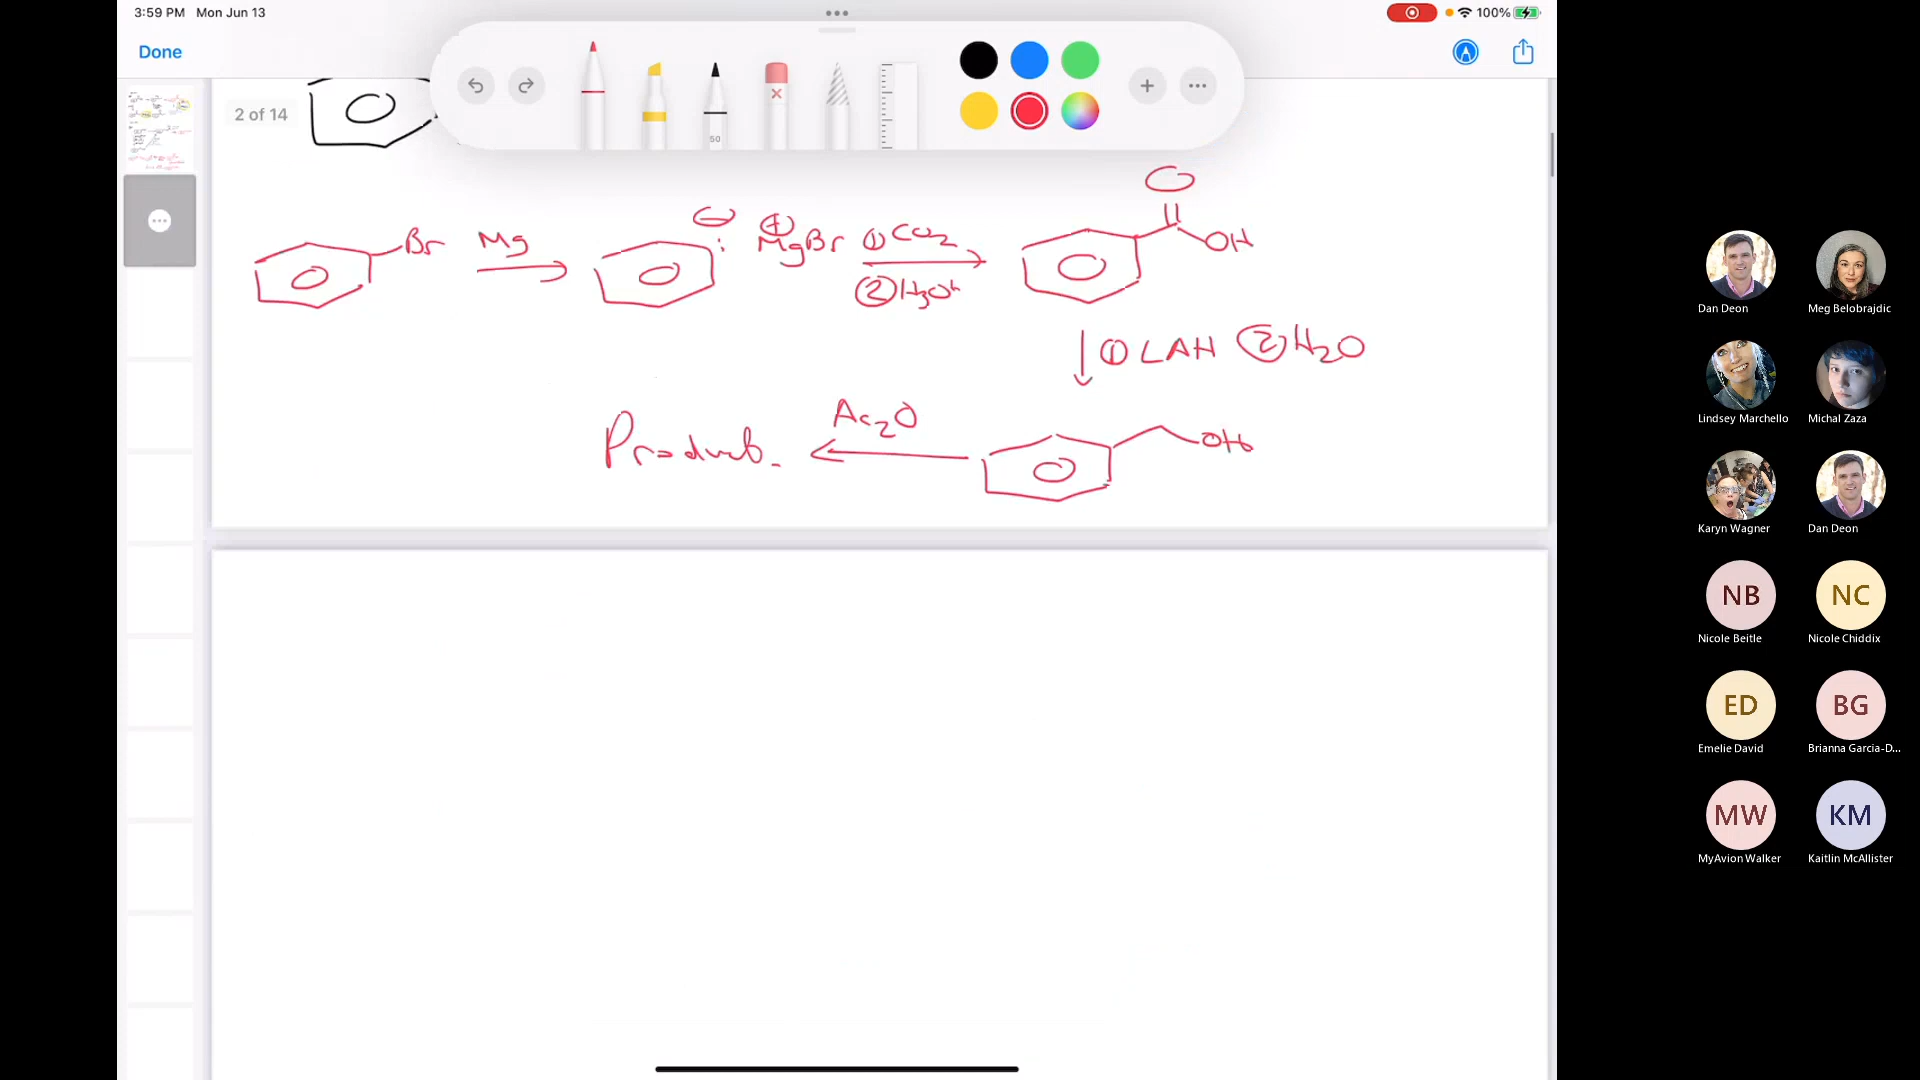 3:59 PM Mon Jun 13
100%
Done
50
2 of 14
O
Br Mg ⊖ : ⊕ MgBr ① CO2 OH
② H3O+
① LAH ② H2O
Product. Ac2O OH
Dan Deon Meg Belobrajdic
Lindsey Marchello Michal Zaza
Karyn Wagner Dan Deon
NB NC
Nicole Beitle Nicole Chiddix
ED BG
Emelie David Brianna Garcia-D...
MW KM
MyAvion Walker Kaitlin McAllister